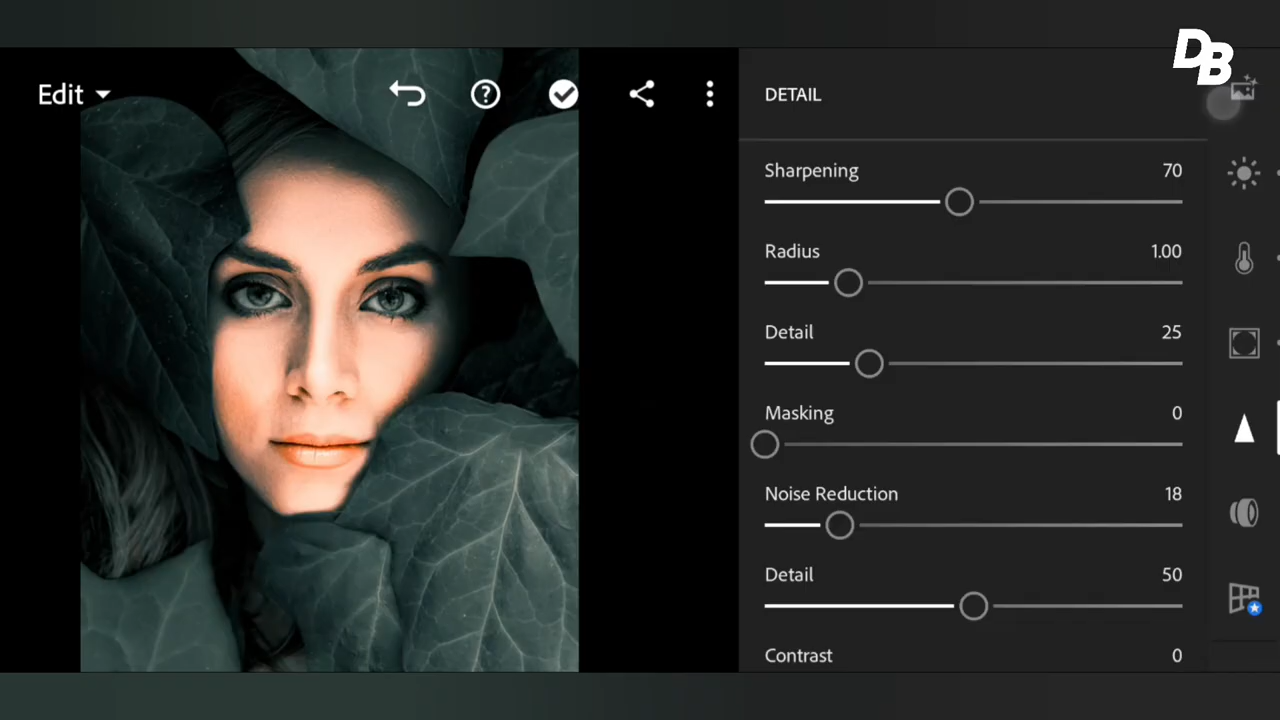 DB
Edit
DETAIL
Sharpening 70
Radius 1.00
Detail 25
Masking 0
Noise Reduction 18
Detail 50
Contrast 0